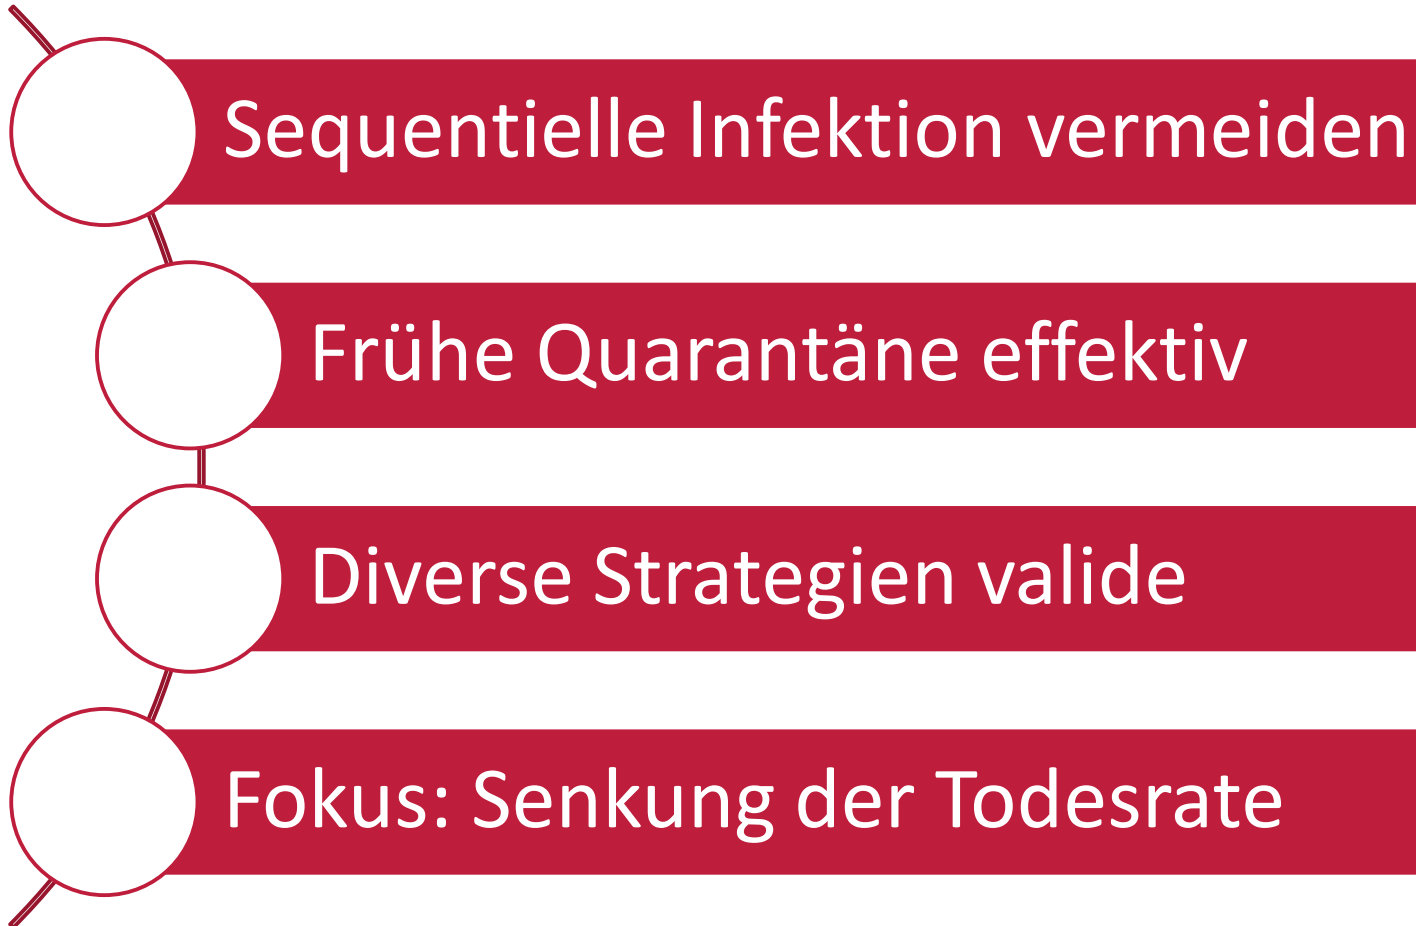 Sequentielle Infektion vermeiden
Frühe Quarantäne effektiv
Diverse Strategien valide
Fokus: Senkung der Todesrate